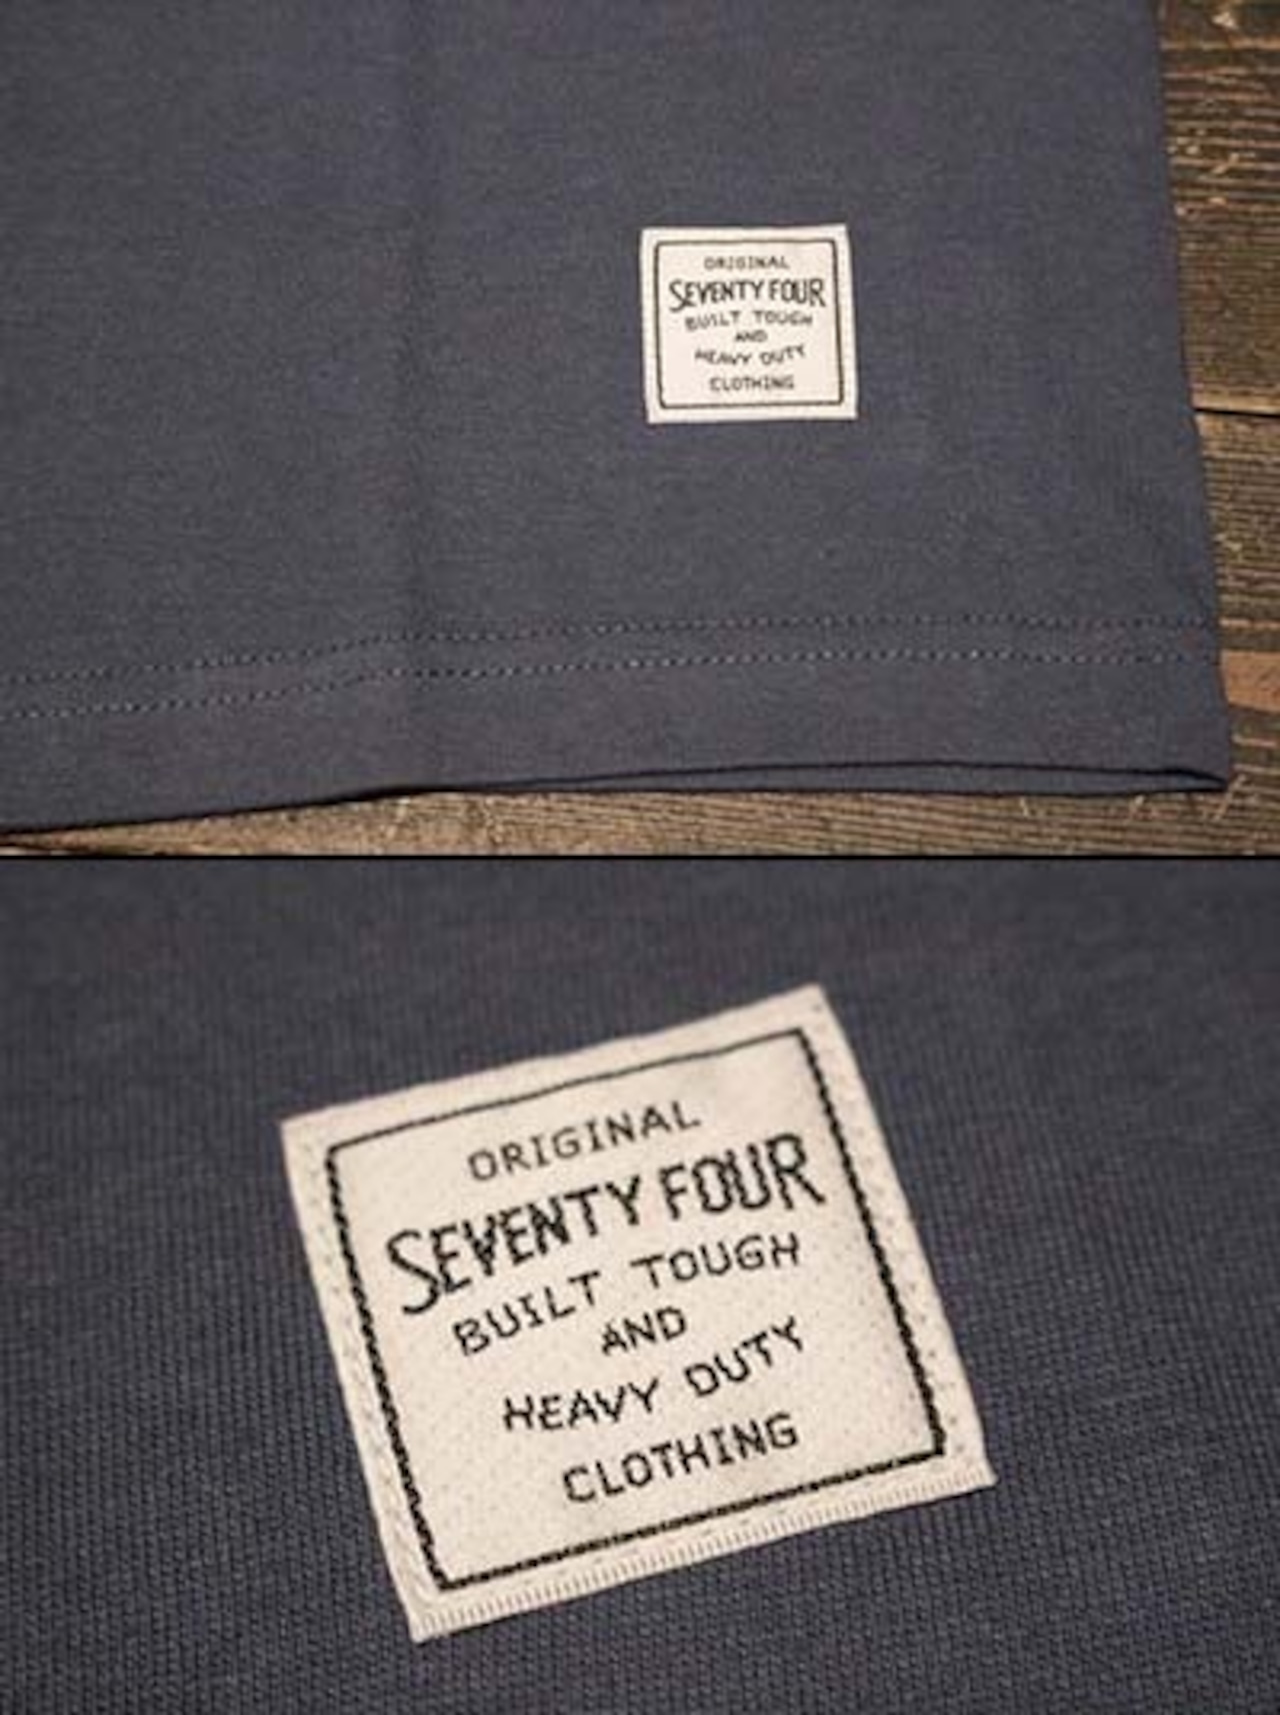 ORIGINAL
SEVENTY FOUR
BUILT TOUGH
AND
HEAVY DUTY
CLOTHING
ORIGINAL
SEVENTY FOUR
BUILT TOUGH
AND
HEAVY DUTY
CLOTHING